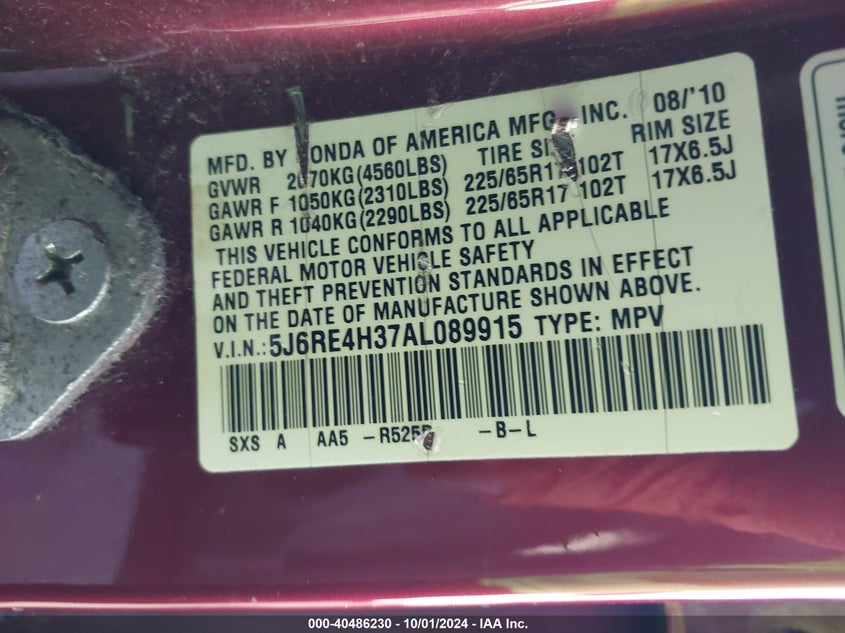 MFD. BY HONDA OF AMERICA MFG., INC. 08/'10
GVWR 2070KG(4560LBS) TIRE SIZE RIM SIZE
GAWR F 1050KG(2310LBS) 225/65R17 102T 17X6.5J
GAWR R 1040KG(2290LBS) 225/65R17 102T 17X6.5J
THIS VEHICLE CONFORMS TO ALL APPLICABLE
FEDERAL MOTOR VEHICLE SAFETY
AND THEFT PREVENTION STANDARDS IN EFFECT
ON THE DATE OF MANUFACTURE SHOWN ABOVE.
V.I.N.: 5J6RE4H37AL089915 TYPE: MPV
SXS A AA5 -B-L
000-40486230 - 10/01/2024 - IAA Inc.